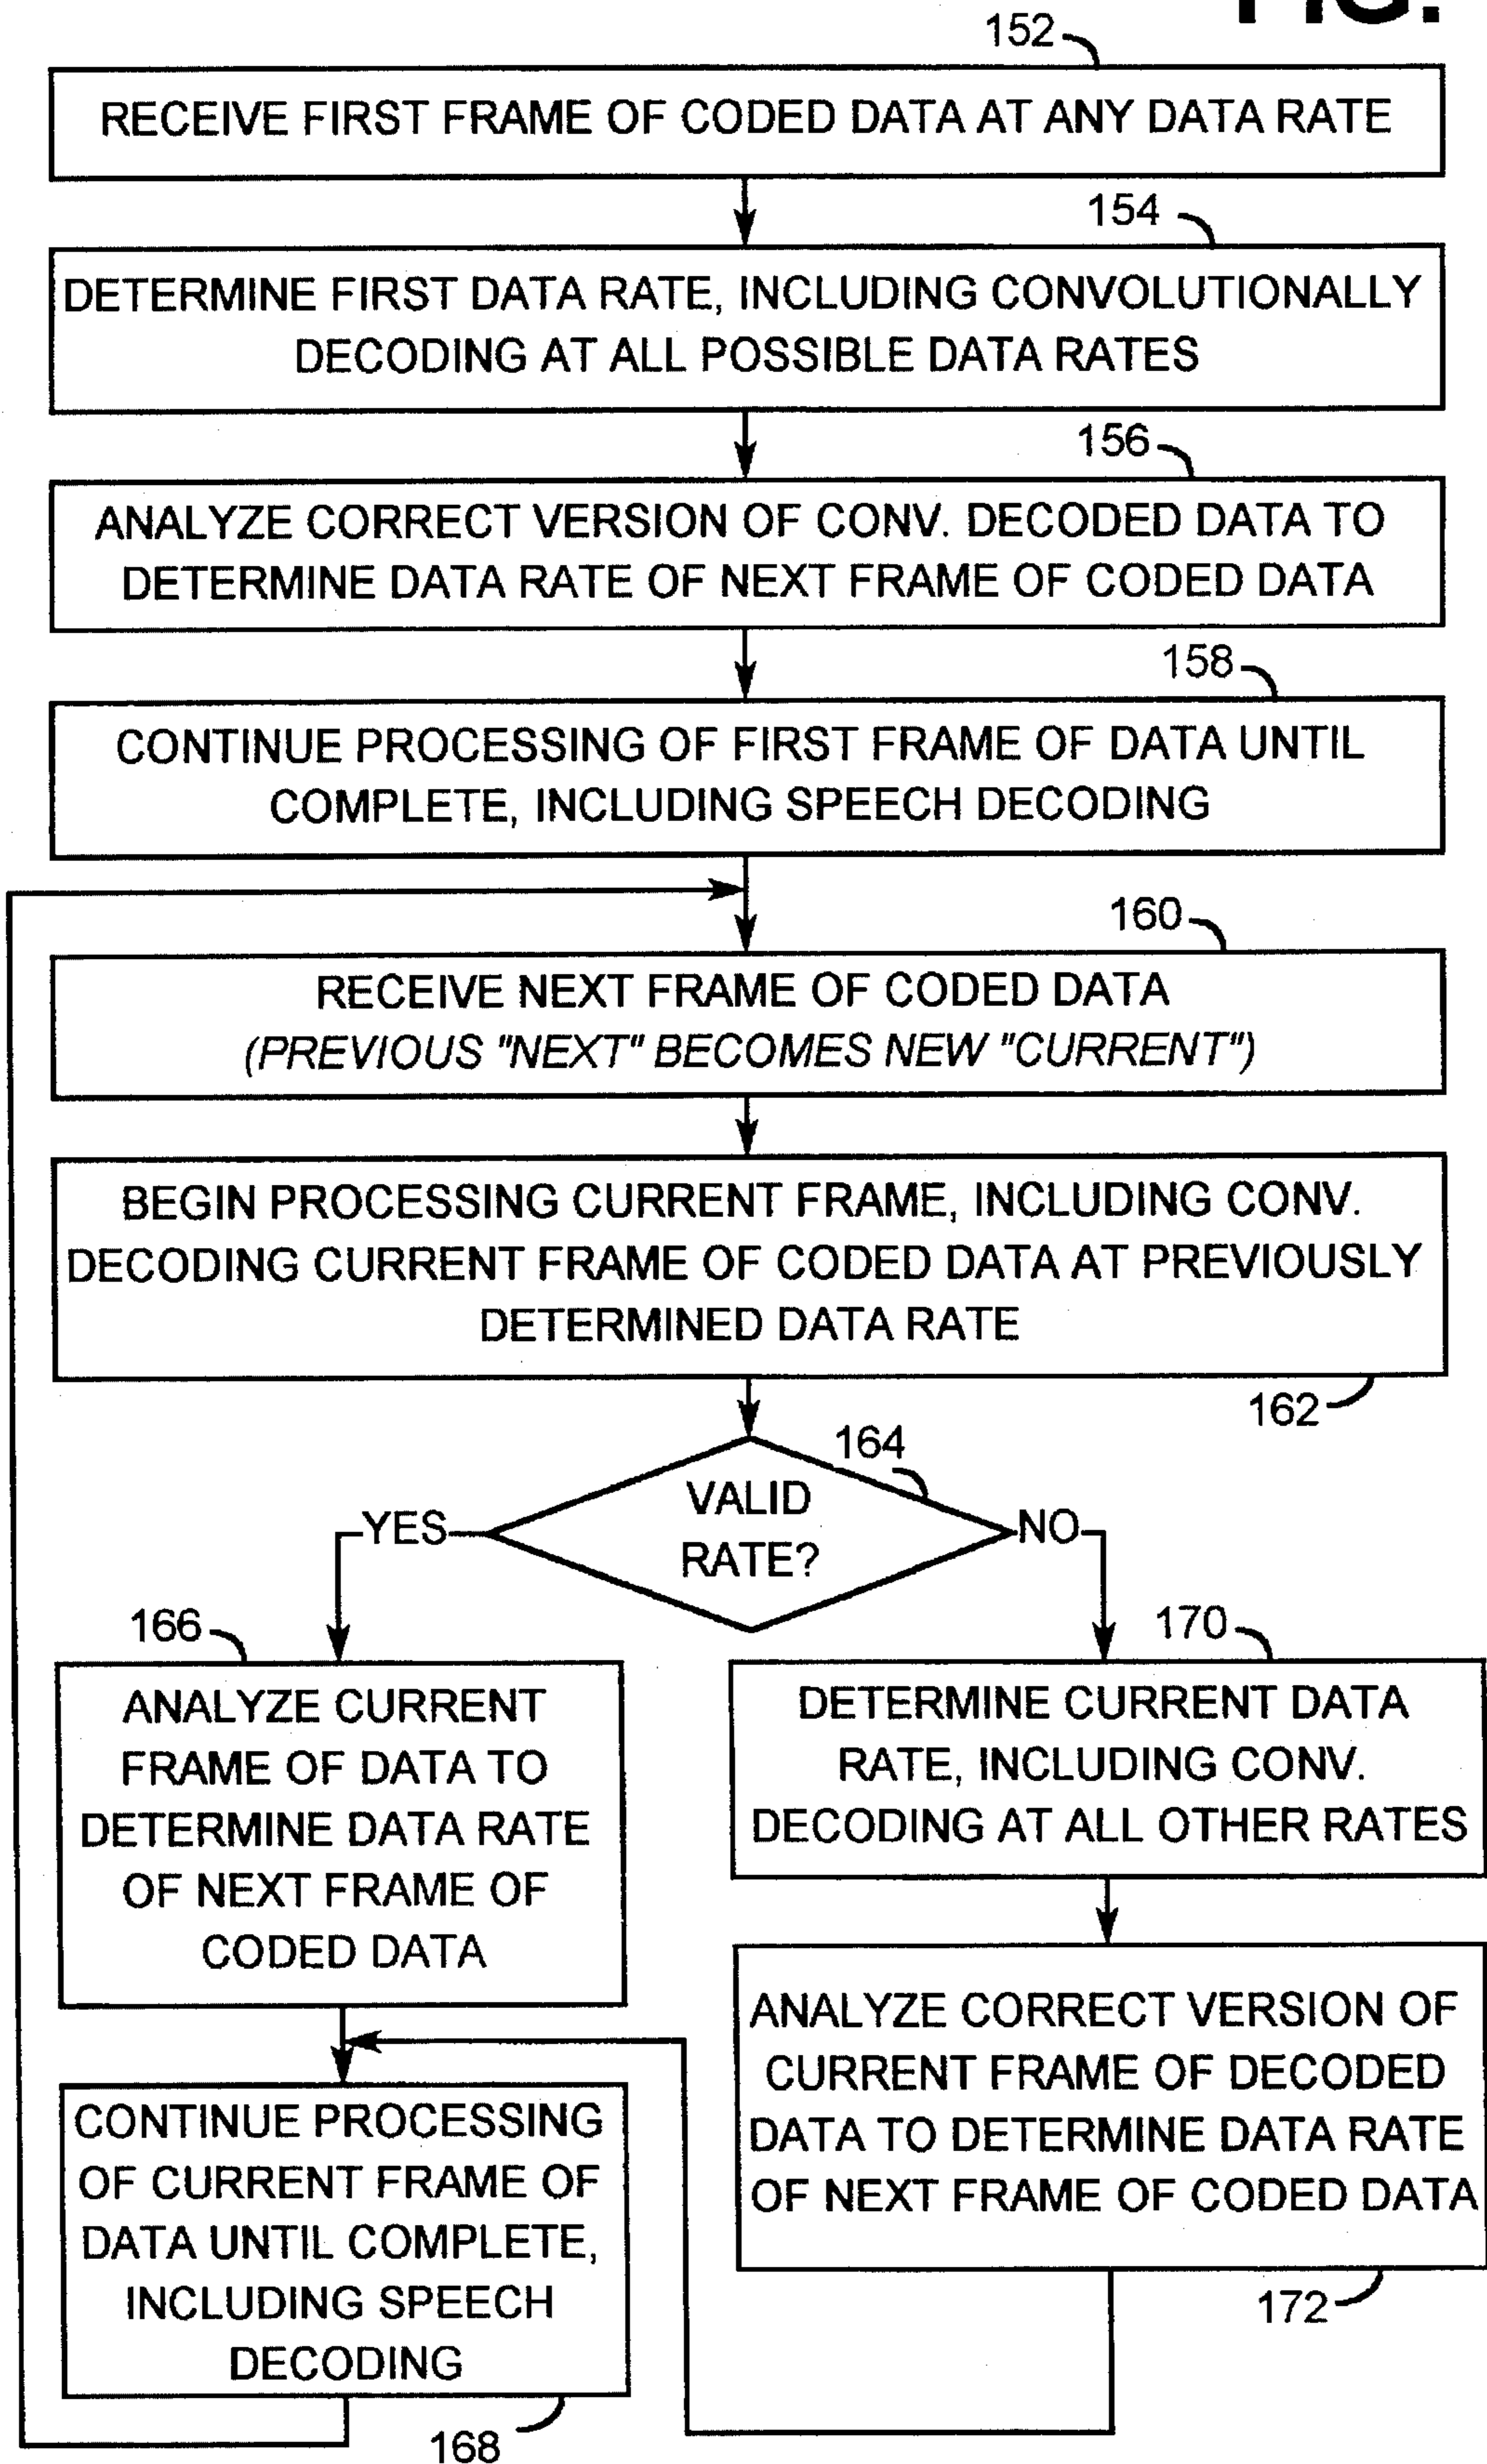 FIG.
152
RECEIVE FIRST FRAME OF CODED DATA AT ANY DATA RATE
154
DETERMINE FIRST DATA RATE, INCLUDING CONVOLUTIONALLY
DECODING AT ALL POSSIBLE DATA RATES
156
ANALYZE CORRECT VERSION OF CONV. DECODED DATA TO
DETERMINE DATA RATE OF NEXT FRAME OF CODED DATA
158
CONTINUE PROCESSING OF FIRST FRAME OF DATA UNTIL
COMPLETE, INCLUDING SPEECH DECODING
160
RECEIVE NEXT FRAME OF CODED DATA
(PREVIOUS "NEXT" BECOMES NEW "CURRENT")
BEGIN PROCESSING CURRENT FRAME, INCLUDING CONV.
DECODING CURRENT FRAME OF CODED DATA AT PREVIOUSLY
DETERMINED DATA RATE
162
164
VALID
RATE?
YES
NO
166
ANALYZE CURRENT
FRAME OF DATA TO
DETERMINE DATA RATE
OF NEXT FRAME OF
CODED DATA
CONTINUE PROCESSING
OF CURRENT FRAME OF
DATA UNTIL COMPLETE,
INCLUDING SPEECH
DECODING
168
170
DETERMINE CURRENT DATA
RATE, INCLUDING CONV.
DECODING AT ALL OTHER RATES
ANALYZE CORRECT VERSION OF
CURRENT FRAME OF DECODED
DATA TO DETERMINE DATA RATE
OF NEXT FRAME OF CODED DATA
172